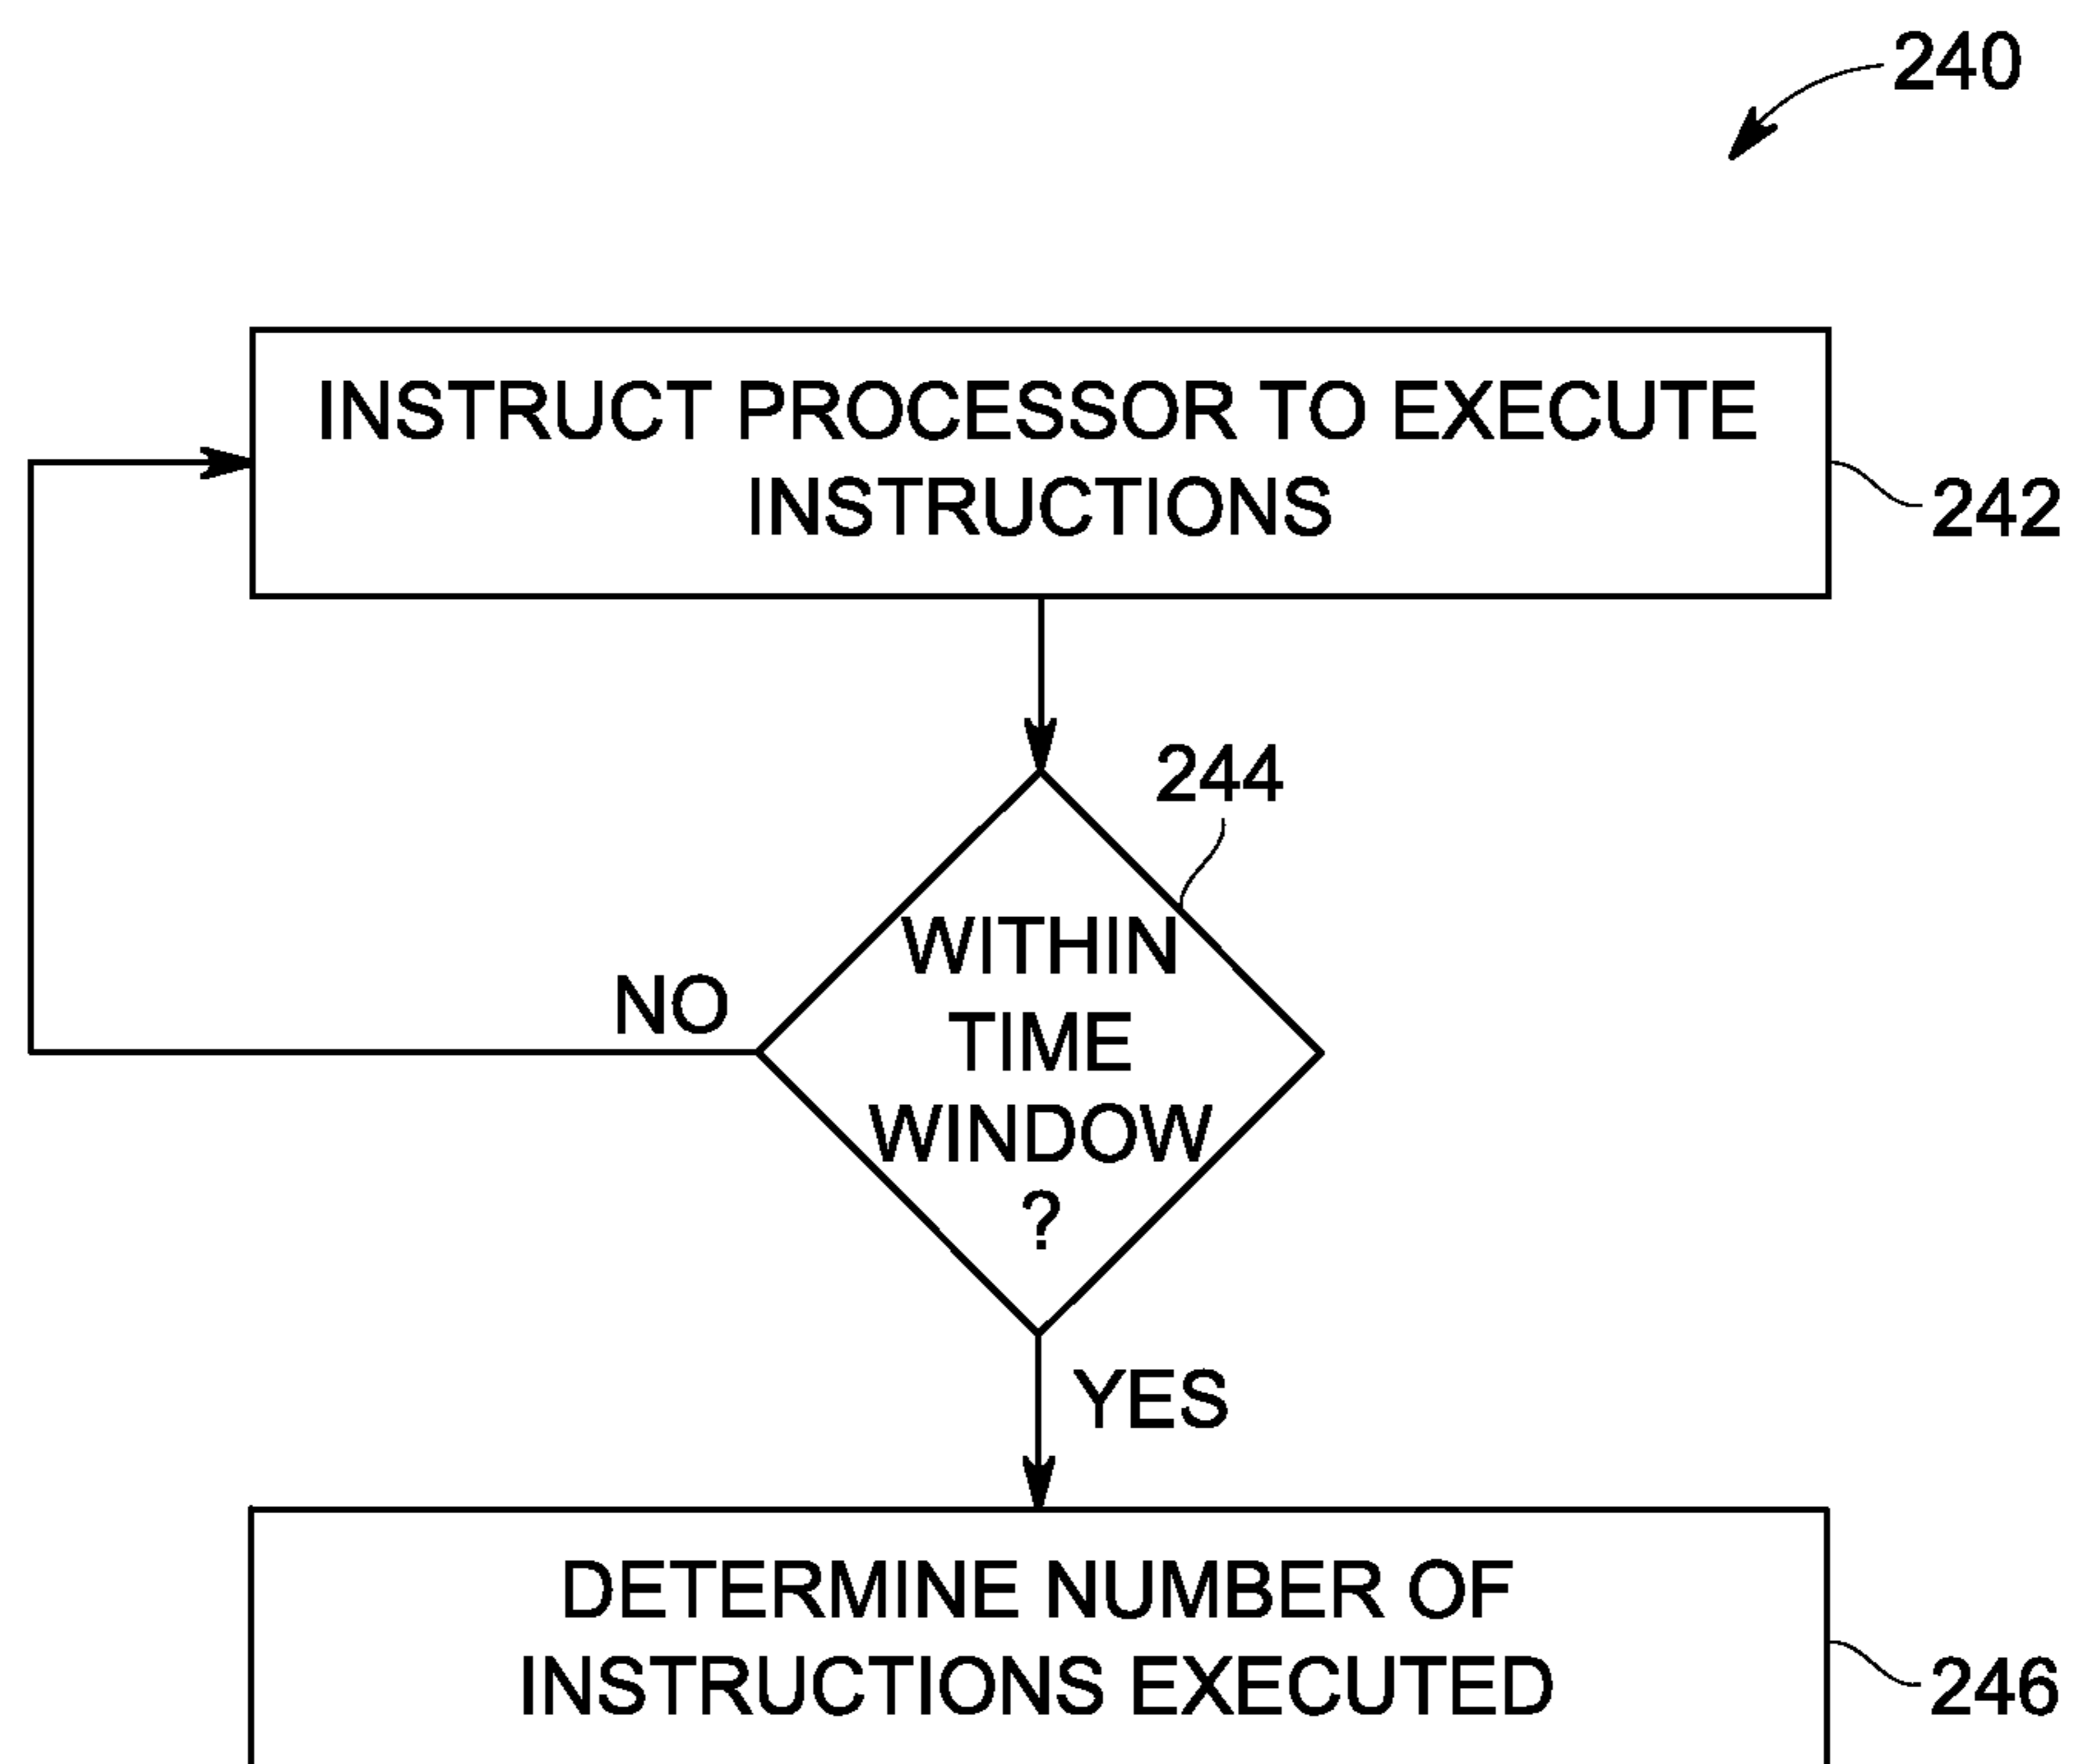 240
INSTRUCT PROCESSOR TO EXECUTE
INSTRUCTIONS
242
244
WITHIN
TIME
WINDOW
?
NO
YES
DETERMINE NUMBER OF
INSTRUCTIONS EXECUTED
246